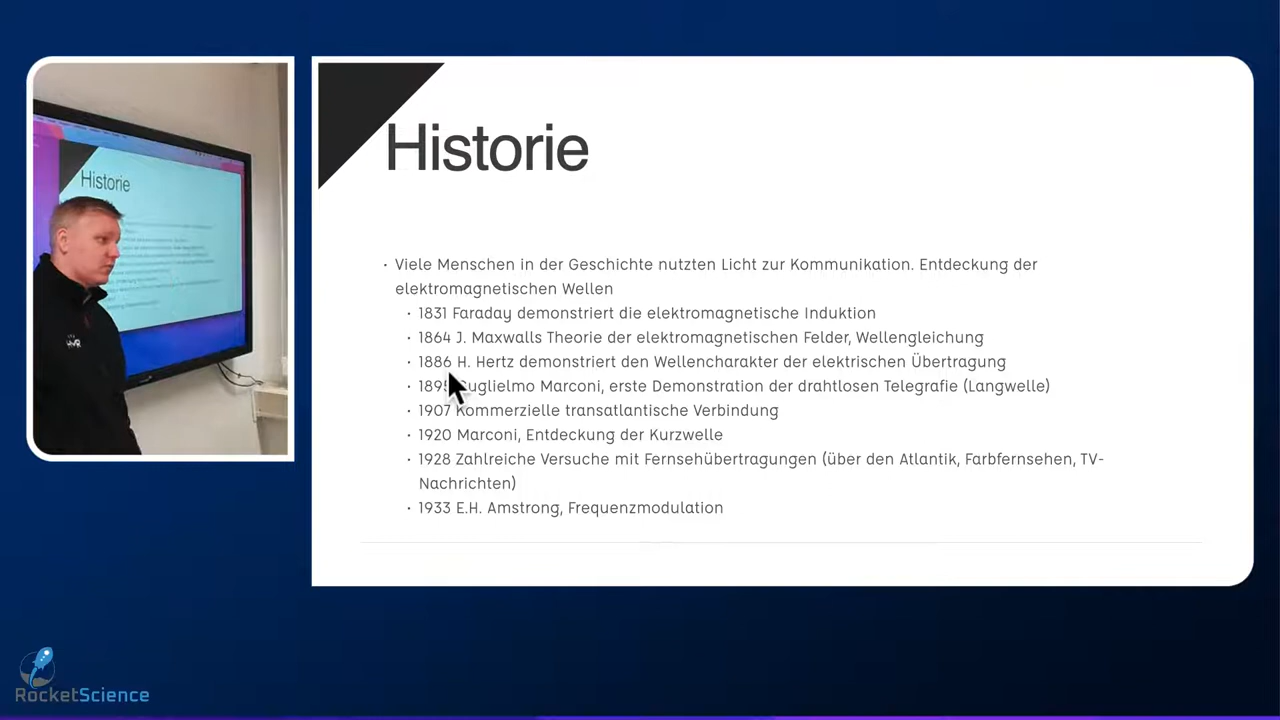 Historie
Historie
• Viele Menschen in der Geschichte nutzten Licht zur Kommunikation. Entdeckung der
elektromagnetischen Wellen
• 1831 Faraday demonstriert die elektromagnetische Induktion
• 1864 J. Maxwalls Theorie der elektromagnetischen Felder, Wellengleichung
• 1886 H. Hertz demonstriert den Wellencharakter der elektrischen Übertragung
• 1895 Guglielmo Marconi, erste Demonstration der drahtlosen Telegrafie (Langwelle)
• 1907 Kommerzielle transatlantische Verbindung
• 1920 Marconi, Entdeckung der Kurzwelle
• 1928 Zahlreiche Versuche mit Fernsehübertragungen (über den Atlantik, Farbfernsehen, TV-
Nachrichten)
• 1933 E.H. Amstrong, Frequenzmodulation
RocketScience